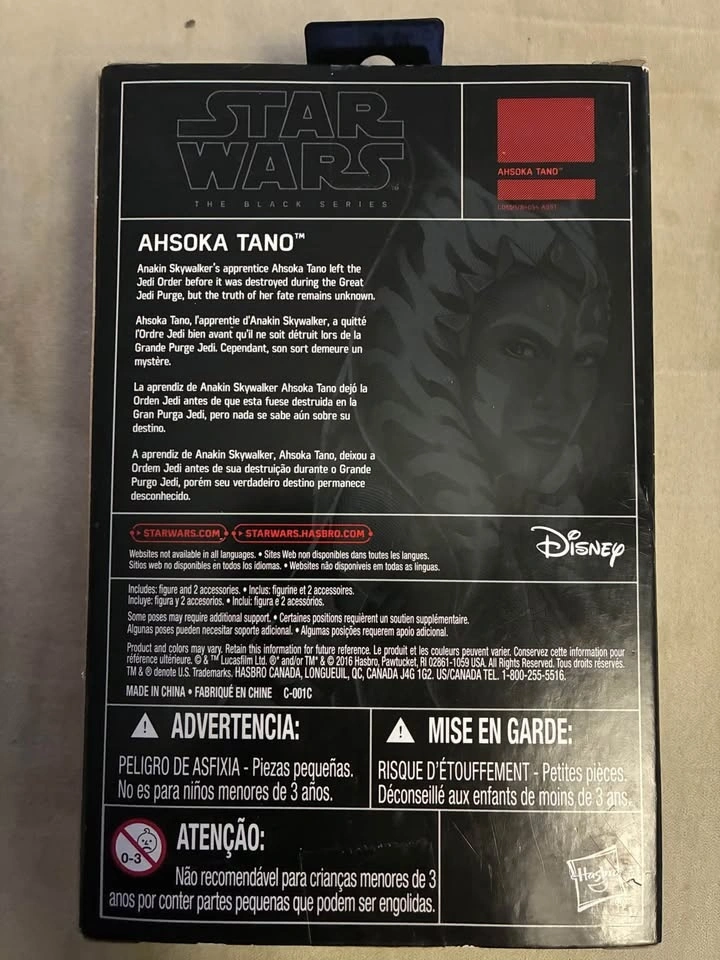 STAR
WARS
THE BLACK SERIES
AHSOKA TANO™
AHSOKA TANO™
Anakin Skywalker's apprentice Ahsoka Tano left the
Jedi Order before it was destroyed during the Great
Jedi Purge, but the truth of her fate remains unknown.
Ahsoka Tano, l'apprentie d'Anakin Skywalker, a quitté
l'Ordre Jedi bien avant qu'il ne soit détruit lors de la
Grande Purge Jedi. Cependant, son sort demeure un
mystère.
La aprendiz de Anakin Skywalker Ahsoka Tano dejó la
Orden Jedi antes de que esta fuese destruida en la
Gran Purga Jedi, pero nada se sabe aún sobre su
destino.
A aprendiz de Anakin Skywalker, Ahsoka Tano, deixou a
Ordem Jedi antes de sua destruição durante o Grande
Purgo Jedi, porém seu verdadeiro destino permanece
desconhecido.
STARWARS.COM STARWARS.HASBRO.COM
Websites not available in all languages. • Sites Web non disponibles dans toutes les langues.
Sitios web no disponibles en todos los idiomas. • Websites não disponíveis em todas as línguas.
Disney
Includes: figure and 2 accessories. • Inclus: figurine et 2 accessoires.
Incluye: figura y 2 accesorios. • Inclui: figura e 2 acessórios.
Some poses may require additional support. • Certaines positions requièrent un soutien supplémentaire.
Algunas poses pueden necesitar soporte adicional. • Algumas posições requerem apoio adicional.
Product and colors may vary. Retain this information for future reference. Le produit et les couleurs peuvent varier. Conservez cette information pour
référence ultérieure. © & ™ Lucasfilm Ltd. ®* and/or TM* & © 2016 Hasbro, Pawtucket, RI 02861-1059 USA. All Rights Reserved. Tous droits réservés.
TM & ® denote U.S. Trademarks. HASBRO CANADA, LONGUEUIL, QC, CANADA J4G 1G2. US/CANADA TEL. 1-800-255-5516.
MADE IN CHINA • FABRIQUÉ EN CHINE C-001C
ADVERTENCIA:
PELIGRO DE ASFIXIA - Piezas pequeñas.
No es para niños menores de 3 años.
MISE EN GARDE:
RISQUE D'ÉTOUFFEMENT - Petites pièces.
Déconseillé aux enfants de moins de 3 ans.
0-3
ATENÇÃO:
Não recomendável para crianças menores de 3
anos por conter partes pequenas que podem ser engolidas.
Hasbro